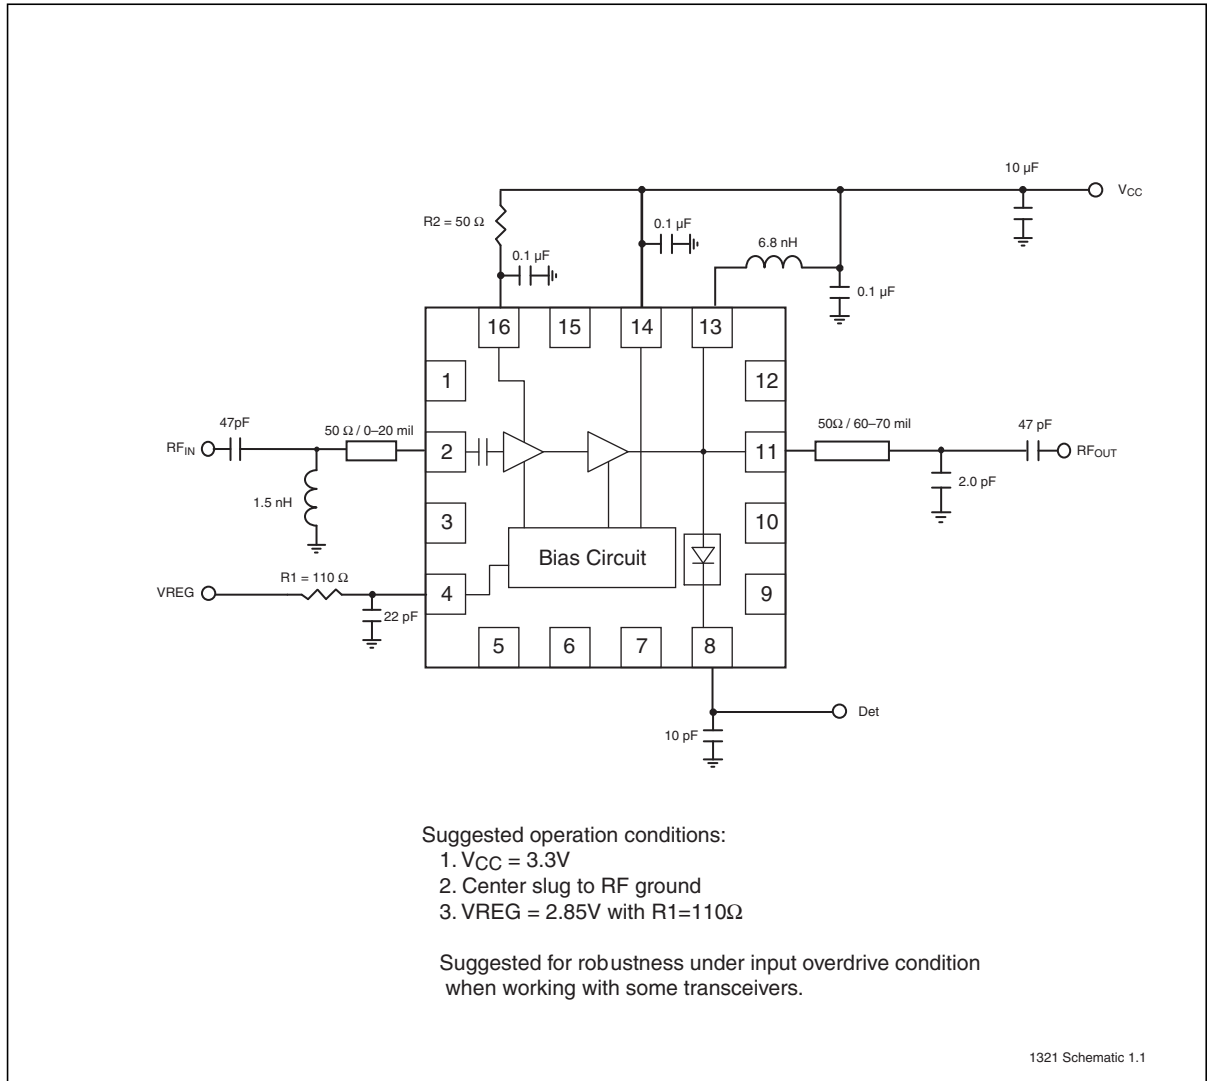 10 µF
VCC
R2 = 50 Ω
0.1 µF
0.1 µF
6.8 nH
0.1 µF
16
15
14
13
1
12
47pF
50 Ω / 0–20 mil
50Ω / 60–70 mil
47 pF
RFIN
2
11
RFOUT
1.5 nH
2.0 pF
3
10
Bias Circuit
R1 = 110 Ω
VREG
4
9
22 pF
5
6
7
8
Det
10 pF
Suggested operation conditions:
1. VCC = 3.3V
2. Center slug to RF ground
3. VREG = 2.85V with R1=110Ω
Suggested for robustness under input overdrive condition
when working with some transceivers.
1321 Schematic 1.1